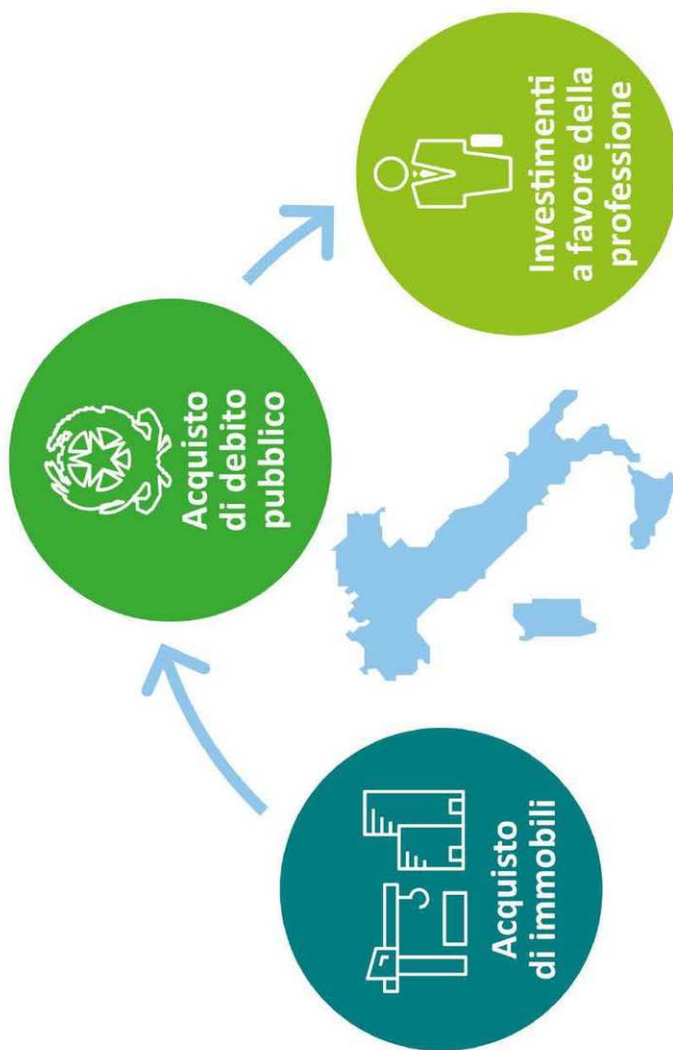 Acquisto
di immobili
Acquisto
di debito
pubblico
Investimenti
a favore della
professione